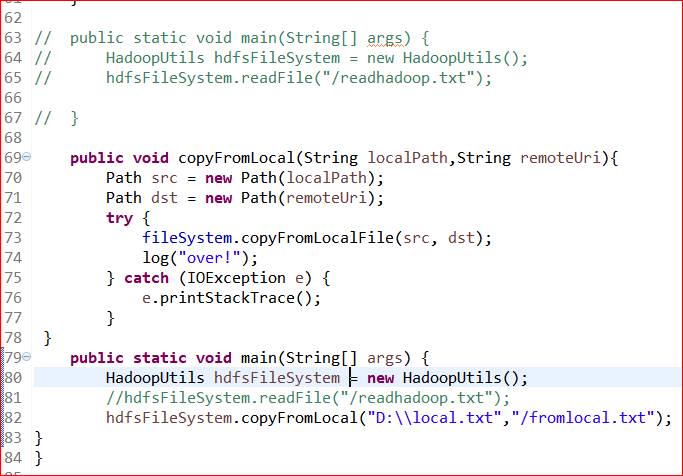 62
63 //  public static void main(String[] args) {
64 //      HadoopUtils hdfsFileSystem = new HadoopUtils();
65 //      hdfsFileSystem.readFile("/readhadoop.txt");
66
67 //  }
68
69     public void copyFromLocal(String localPath,String remoteUri){
70         Path src = new Path(localPath);
71         Path dst = new Path(remoteUri);
72         try {
73             fileSystem.copyFromLocalFile(src, dst);
74             log("over!");
75         } catch (IOException e) {
76             e.printStackTrace();
77         }
78  }
79     public static void main(String[] args) {
80         HadoopUtils hdfsFileSystem = new HadoopUtils();
81         //hdfsFileSystem.readFile("/readhadoop.txt");
82         hdfsFileSystem.copyFromLocal("D:\\local.txt","/fromlocal.txt");
83 }
84 }